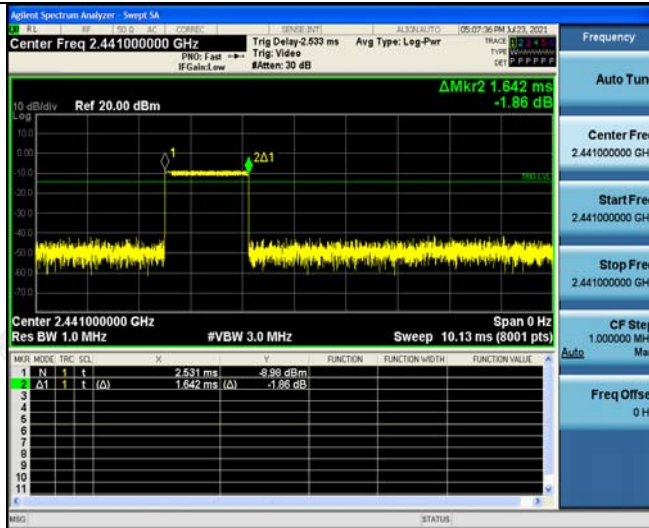 Agilent Spectrum Analyzer - Swept SA
RL RF 50 Ω AC CORREC SENSE:INT ALIGNAUTO 05:07:36 PM Jul 23, 2021
Center Freq 2.441000000 GHz
PNO: Fast
IFGain:Low
Trig Delay-2.533 ms
Trig: Video
#Atten: 30 dB
Avg Type: Log-Pwr
TRACE 1 2 3 4 5 6
TYPE
DET P P P P P P
ΔMkr2 1.642 ms
-1.86 dB
10 dB/div Ref 20.00 dBm
Log
10.0
0.00
-10.0
-20.0
-30.0
-40.0
-50.0
-60.0
-70.0
1
2Δ1
TRIG LVL
Center 2.441000000 GHz
Span 0 Hz
Res BW 1.0 MHz #VBW 3.0 MHz Sweep 10.13 ms (8001 pts)
MKR MODE TRC SCL X Y FUNCTION FUNCTION WIDTH FUNCTION VALUE
1 N 1 t 2.531 ms -8.98 dBm
2 Δ1 1 t (Δ) 1.642 ms (Δ) -1.86 dB
3
4
5
6
7
8
9
10
11
MSG STATUS
Frequency
Auto Tun
Center Fre
2.441000000 GH
Start Fre
2.441000000 GH
Stop Fre
2.441000000 GH
CF Step
1.000000 MH
Auto Ma
Freq Offse
0 H